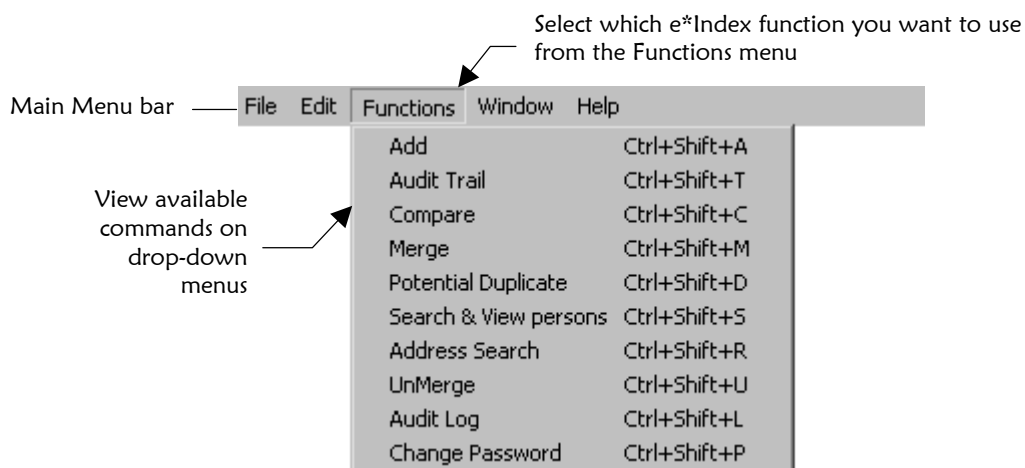 Select which e*Index function you want to use
from the Functions menu
Main Menu bar
File Edit Functions Window Help
View available
commands on
drop-down
menus
Add Ctrl+Shift+A
Audit Trail Ctrl+Shift+T
Compare Ctrl+Shift+C
Merge Ctrl+Shift+M
Potential Duplicate Ctrl+Shift+D
Search & View persons Ctrl+Shift+S
Address Search Ctrl+Shift+R
UnMerge Ctrl+Shift+U
Audit Log Ctrl+Shift+L
Change Password Ctrl+Shift+P